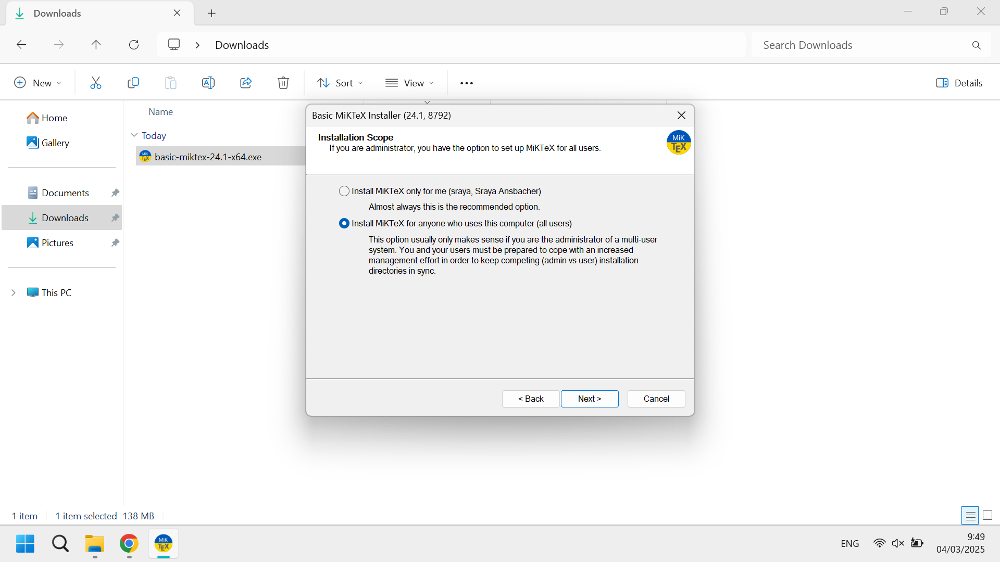 Downloads
Downloads
Search Downloads
New
Sort
View
Details
Home
Gallery
Documents
Downloads
Pictures
This PC
Name
Today
basic-miktex-24.1-x64.exe
Basic MiKTeX Installer (24.1, 8792)
Installation Scope
If you are administrator, you have the option to set up MiKTeX for all users.
MiK
TEX
Install MiKTeX only for me (sraya, Sraya Ansbacher)
Almost always this is the recommended option.
Install MiKTeX for anyone who uses this computer (all users)
This option usually only makes sense if you are the administrator of a multi-user
system. You and your users must be prepared to cope with an increased
management effort in order to keep competing (admin vs user) installation
directories in sync.
< Back
Next >
Cancel
1 item
1 item selected 138 MB
MiK
TEX
ENG
9:49
04/03/2025